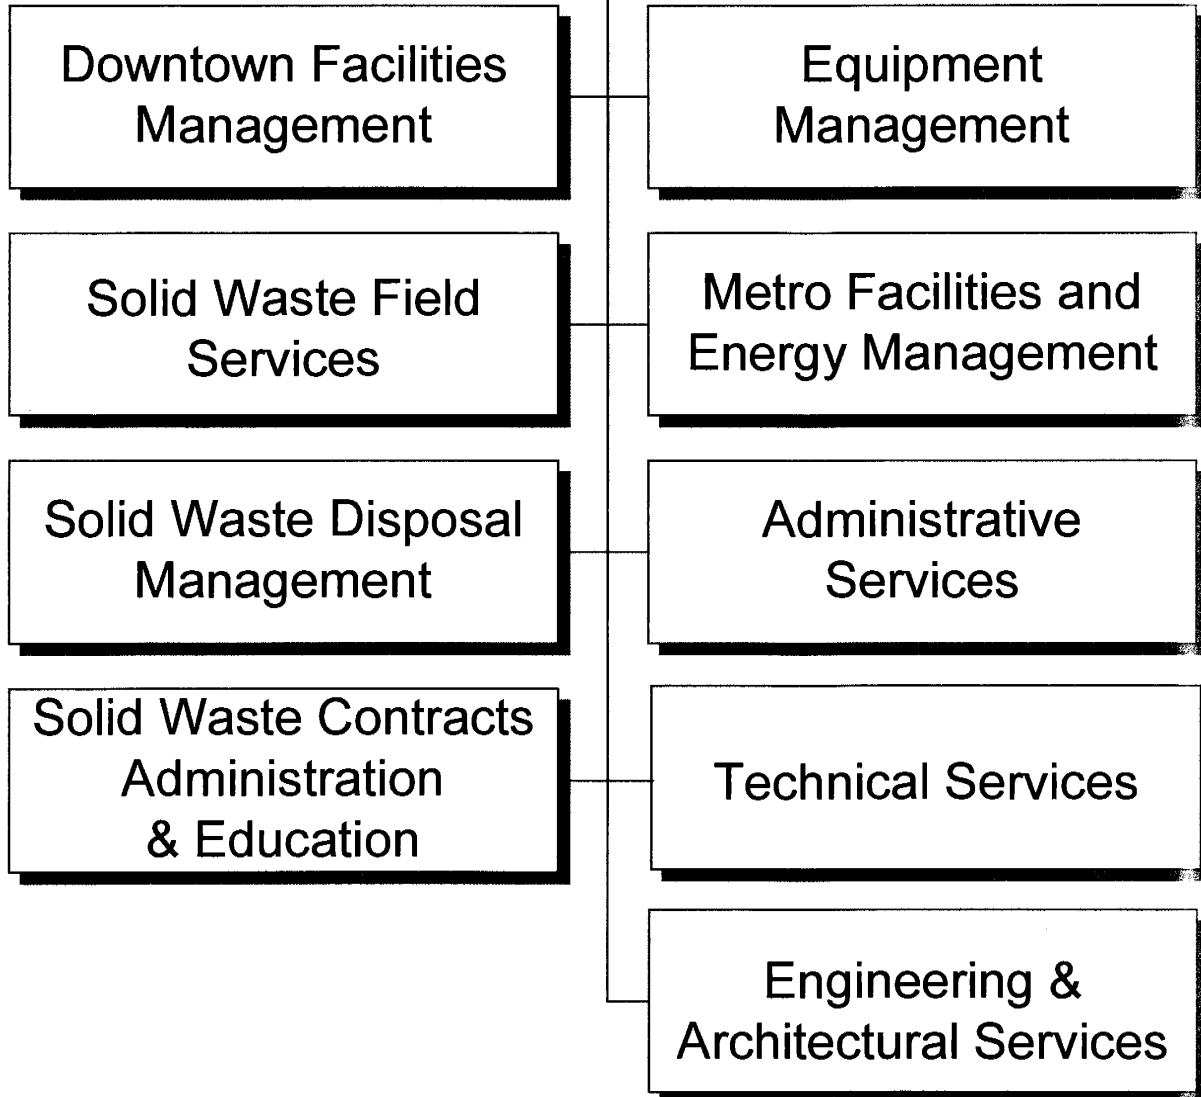 Downtown Facilities
Management
Equipment
Management
Solid Waste Field
Services
Metro Facilities and
Energy Management
Solid Waste Disposal
Management
Administrative
Services
Solid Waste Contracts
Administration
& Education
Technical Services
Engineering &
Architectural Services